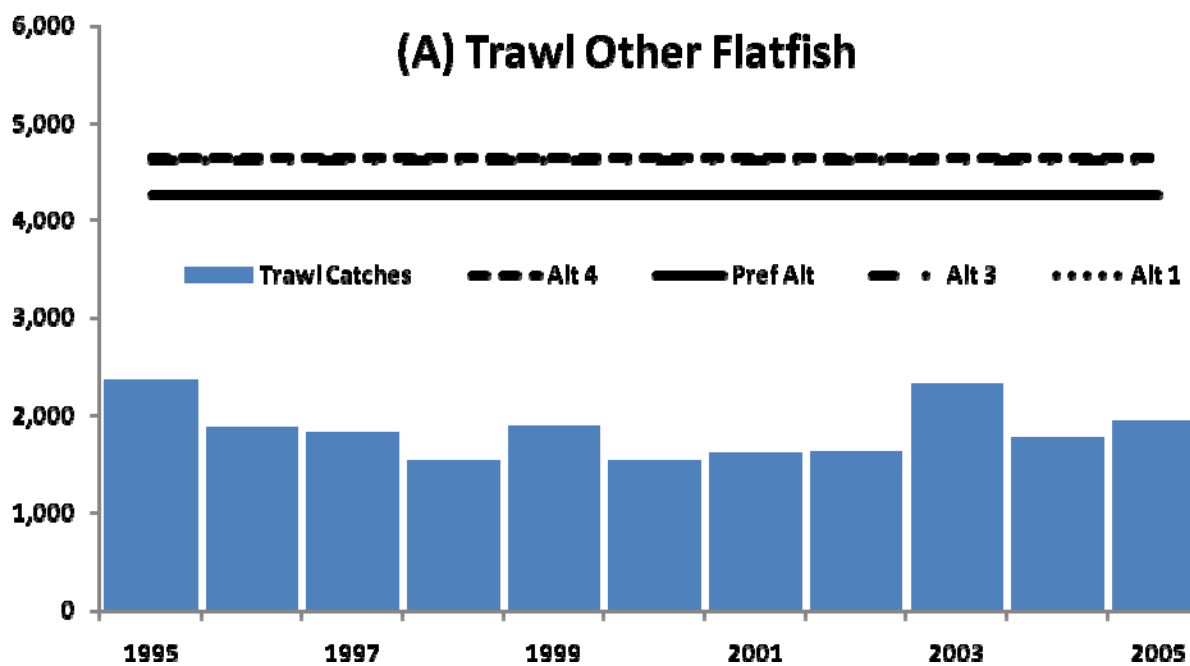 (A) Trawl Other Flatfish
6,000
5,000
4,000
3,000
2,000
1,000
0
Trawl Catches Alt 4 Pref Alt Alt 3 Alt 1
1995 1997 1999 2001 2003 2005